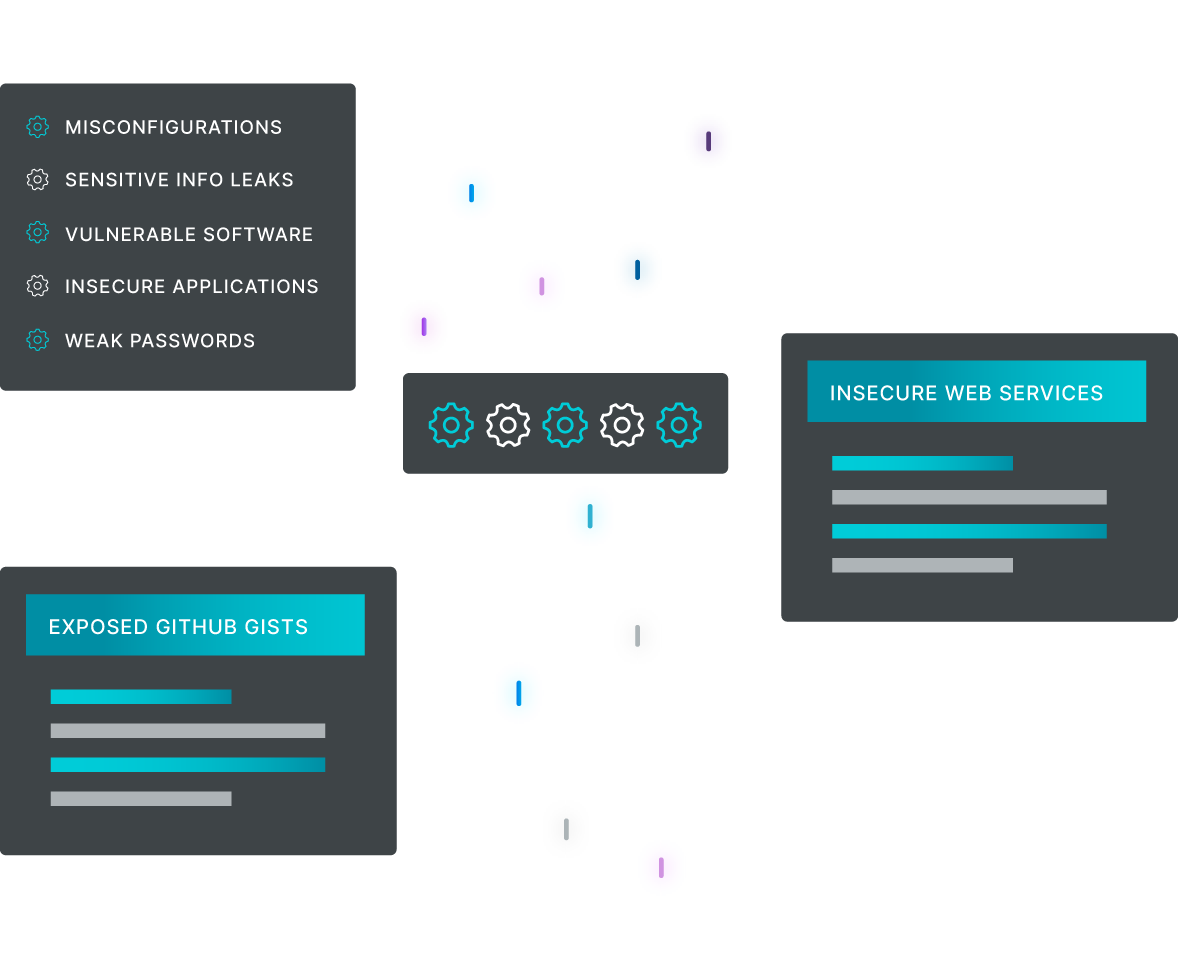 MISCONFIGURATIONS
SENSITIVE INFO LEAKS
VULNERABLE SOFTWARE
INSECURE APPLICATIONS
WEAK PASSWORDS
INSECURE WEB SERVICES
EXPOSED GITHUB GISTS